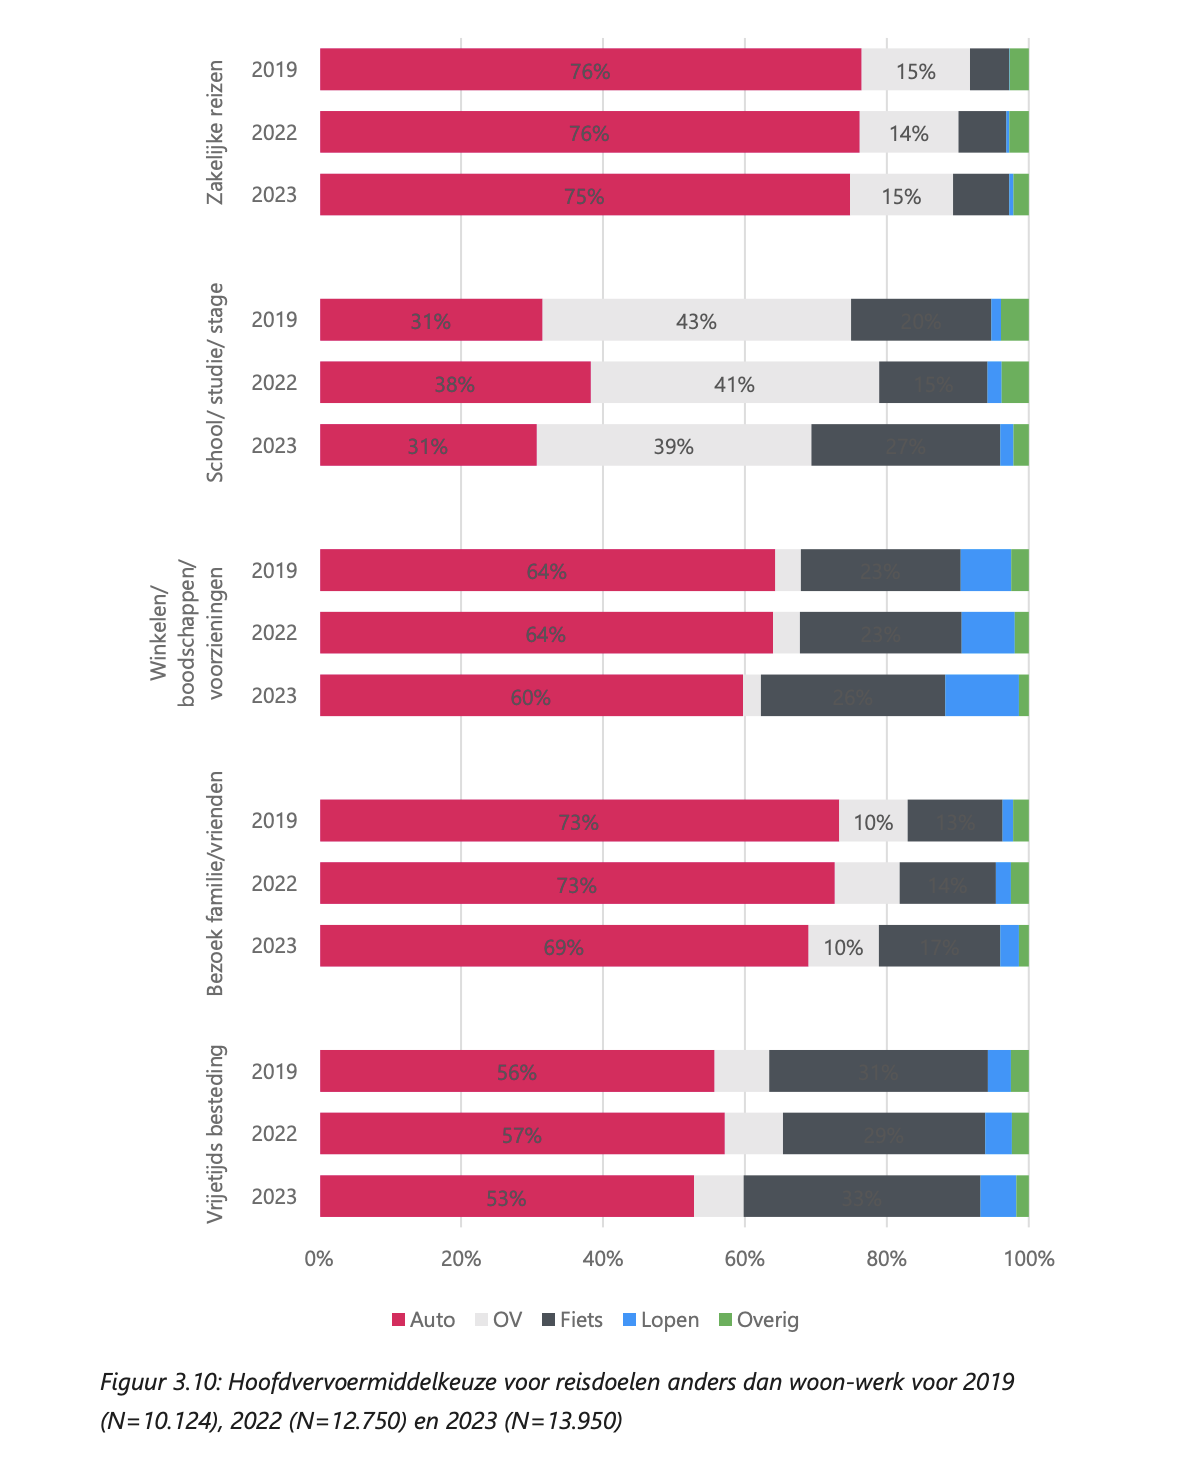 Zakelijke reizen
2019 76% 15%
2022 76% 14%
2023 75% 15%
School/ studie/ stage
2019 31% 43% 20%
2022 38% 41% 15%
2023 31% 39% 27%
Winkelen/
boodschappen/
voorzieningen
2019 64% 23%
2022 64% 23%
2023 60% 26%
Bezoek familie/vrienden
2019 73% 10% 13%
2022 73% 14%
2023 69% 10% 17%
Vrijetijds besteding
2019 56% 31%
2022 57% 29%
2023 53% 33%
0% 20% 40% 60% 80% 100%
Auto OV Fiets Lopen Overig
Figuur 3.10: Hoofdvervoermiddelkeuze voor reisdoelen anders dan woon-werk voor 2019
(N=10.124), 2022 (N=12.750) en 2023 (N=13.950)